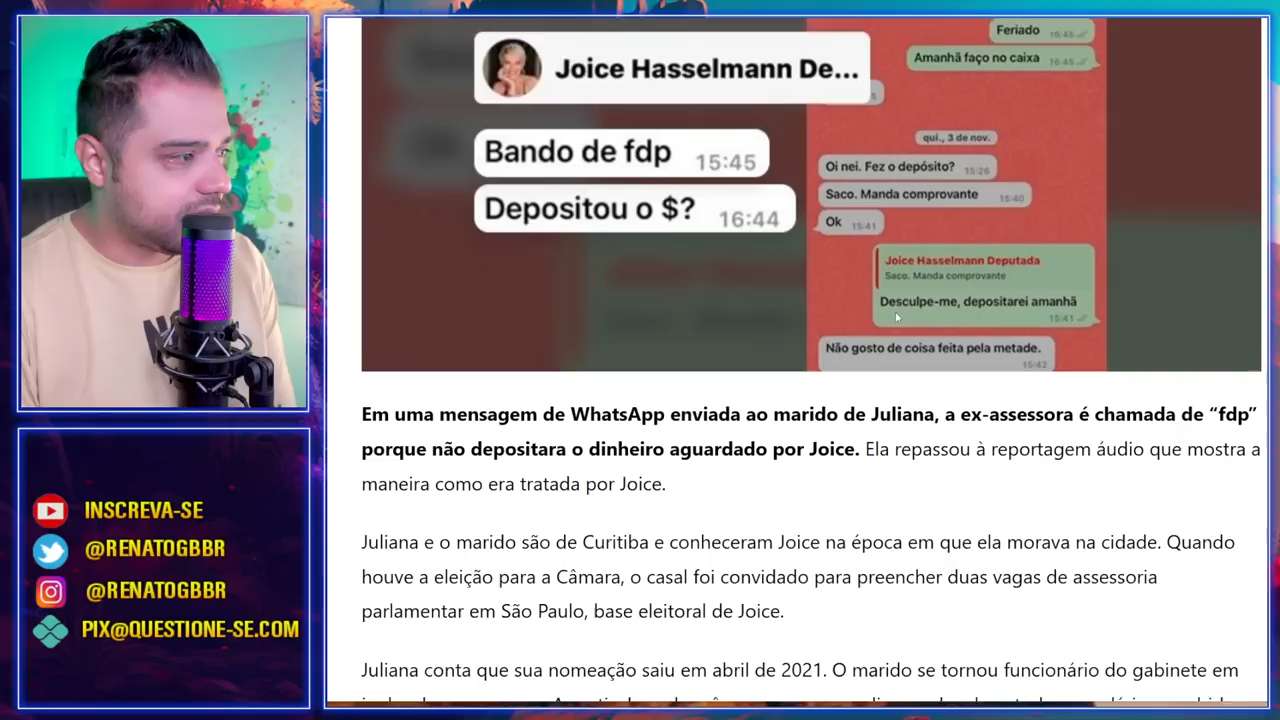 Joice Hasselmann De...
Bando de fdp 15:45
Depositou o $? 16:44
Feriado 16:45
Amanhã faço no caixa 16:45
qui., 3 de nov.
Oi nei. Fez o depósito? 15:26
Saco. Manda comprovante 15:40
Ok 15:41
Joice Hasselmann Deputada
Saco. Manda comprovante
Desculpe-me, depositarei amanhã
15:41
Não gosto de coisa feita pela metade.
15:42
Em uma mensagem de WhatsApp enviada ao marido de Juliana, a ex-assessora é chamada de “fdp”
porque não depositara o dinheiro aguardado por Joice. Ela repassou à reportagem áudio que mostra a
maneira como era tratada por Joice.
Juliana e o marido são de Curitiba e conheceram Joice na época em que ela morava na cidade. Quando
houve a eleição para a Câmara, o casal foi convidado para preencher duas vagas de assessoria
parlamentar em São Paulo, base eleitoral de Joice.
Juliana conta que sua nomeação saiu em abril de 2021. O marido se tornou funcionário do gabinete em
INSCREVA-SE
@RENATOGBBR
@RENATOGBBR
PIX@QUESTIONE-SE.COM